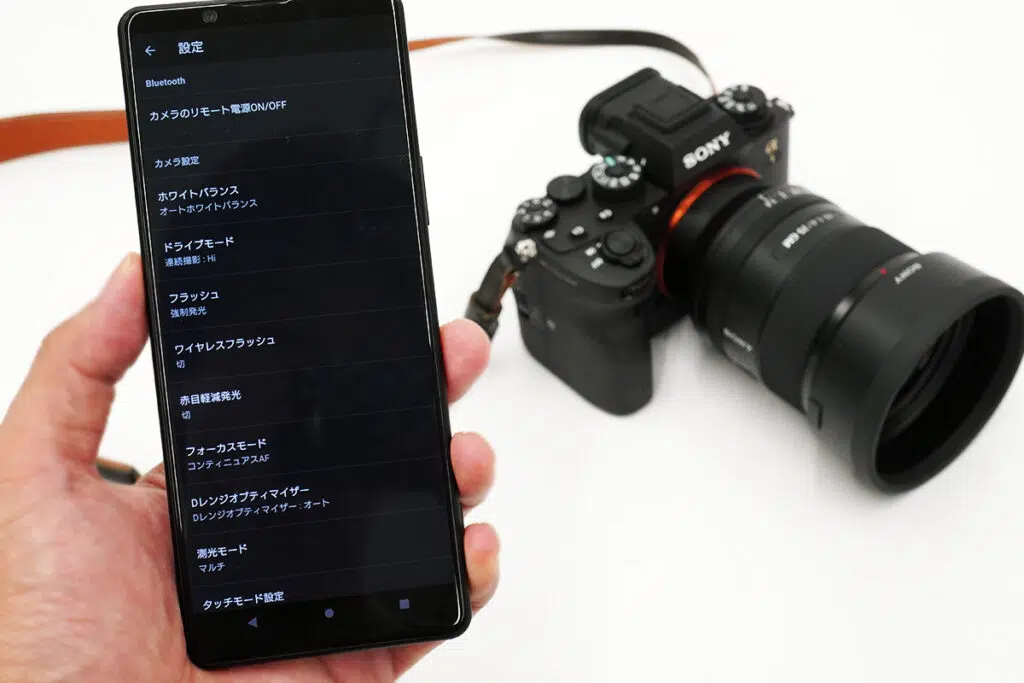 設定
Bluetooth
カメラのリモート電源ON/OFF
カメラ設定
ホワイトバランス
オートホワイトバランス
ドライブモード
連続撮影 : Hi
フラッシュ
強制発光
ワイヤレスフラッシュ
切
赤目軽減発光
切
フォーカスモード
コンティニュアスAF
Dレンジオプティマイザー
Dレンジオプティマイザー : オート
測光モード
マルチ
タッチモード設定
SONY
SONY